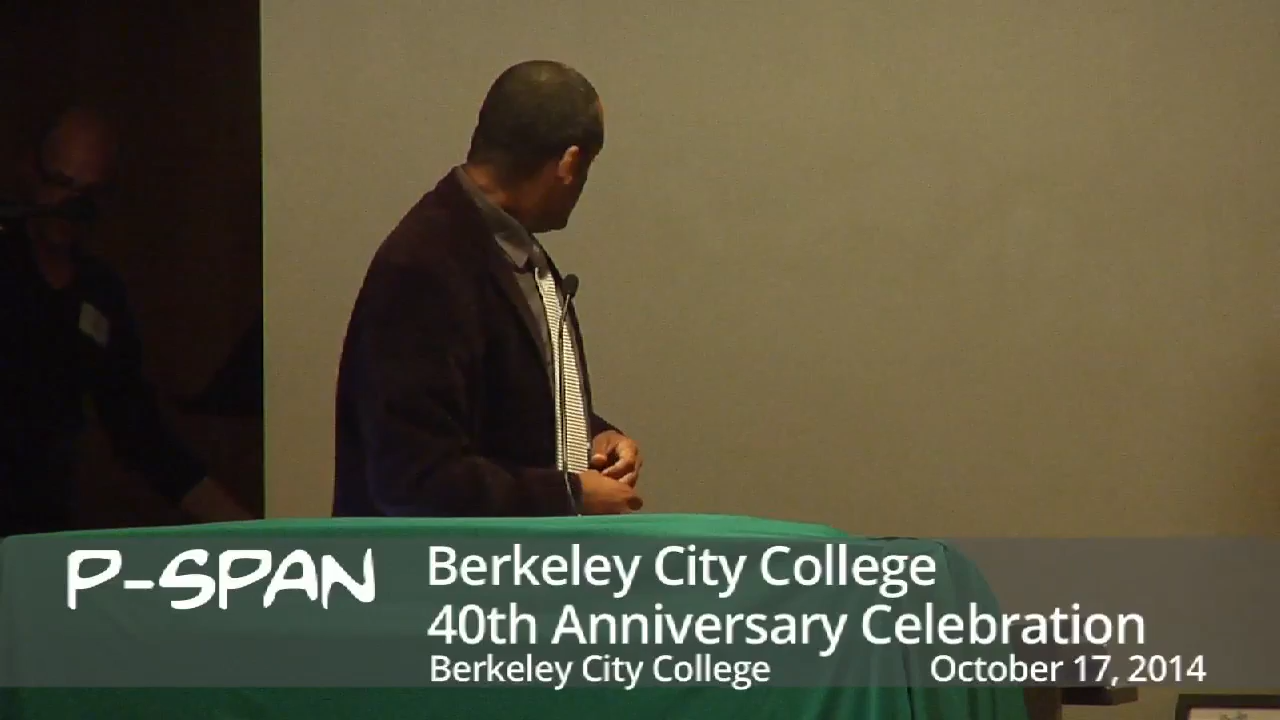 P-SPAN
Berkeley City College
40th Anniversary Celebration
Berkeley City College
October 17, 2014